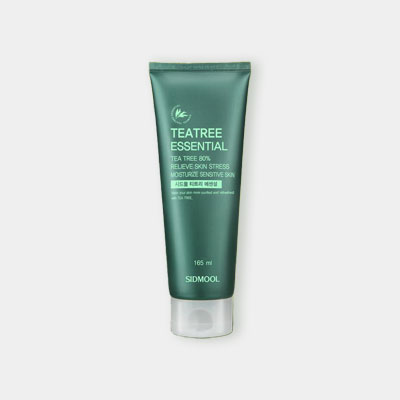 TEATREE
ESSENTIAL
TEA TREE 80%
RELIEVE SKIN STRESS
MOISTURIZE SENSITIVE SKIN
시드물 티트리 에센셜
165 ml
SIDMOOL